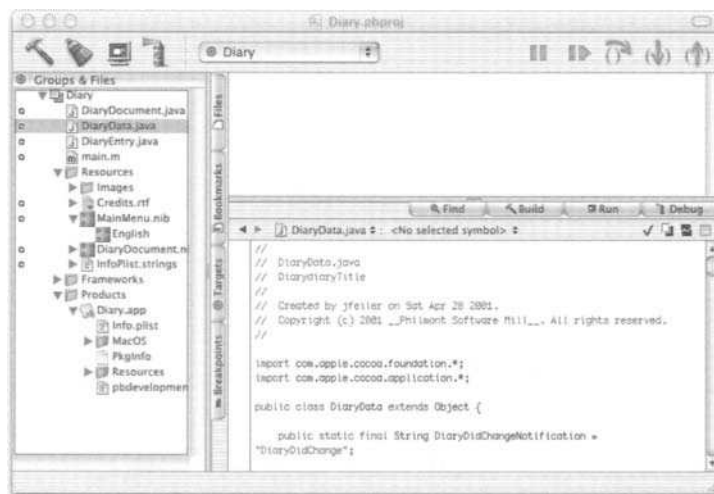 Diary.pbproj
Diary
Groups & Files
Diary
DiaryDocument.java
DiaryData.java
DiaryEntry.java
main.m
Resources
Images
Credits.rtf
MainMenu.nib
English
DiaryDocument.n
InfoPlist.strings
Frameworks
Products
Diary.app
Info.plist
MacOS
PkgInfo
Resources
pbdevelopmen
Files
Bookmarks
Targets
Breakpoints
Find
Build
Run
Debug
DiaryData.java : <No selected symbol>
//
// DiaryData.java
// DiarydiaryTitle
//
// Created by jfeiler on Sat Apr 28 2001.
// Copyright (c) 2001 __Philmont Software Mill__. All rights reserved.
//
import com.apple.cocoa.foundation.*;
import com.apple.cocoa.application.*;
public class DiaryData extends Object {
public static final String DiaryDidChangeNotification =
"DiaryDidChange";